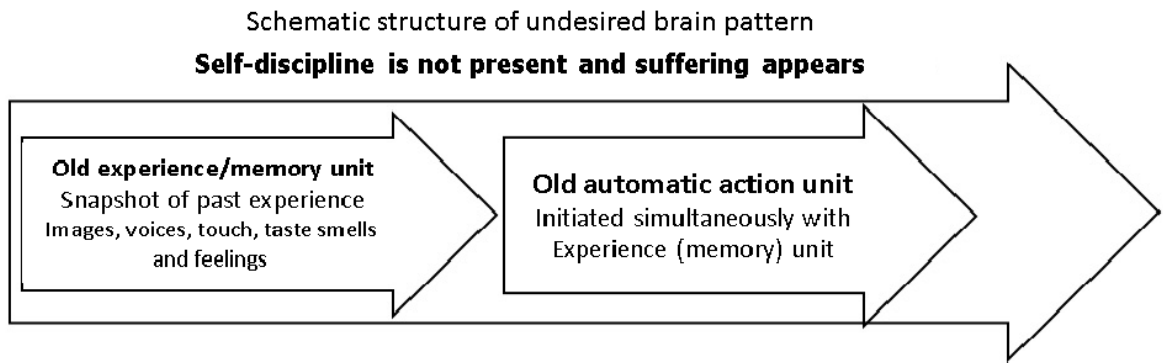 Schematic structure of undesired brain pattern
Self-discipline is not present and suffering appears
Old experience/memory unit
Snapshot of past experience
Images, voices, touch, taste smells
and feelings
Old automatic action unit
Initiated simultaneously with
Experience (memory) unit